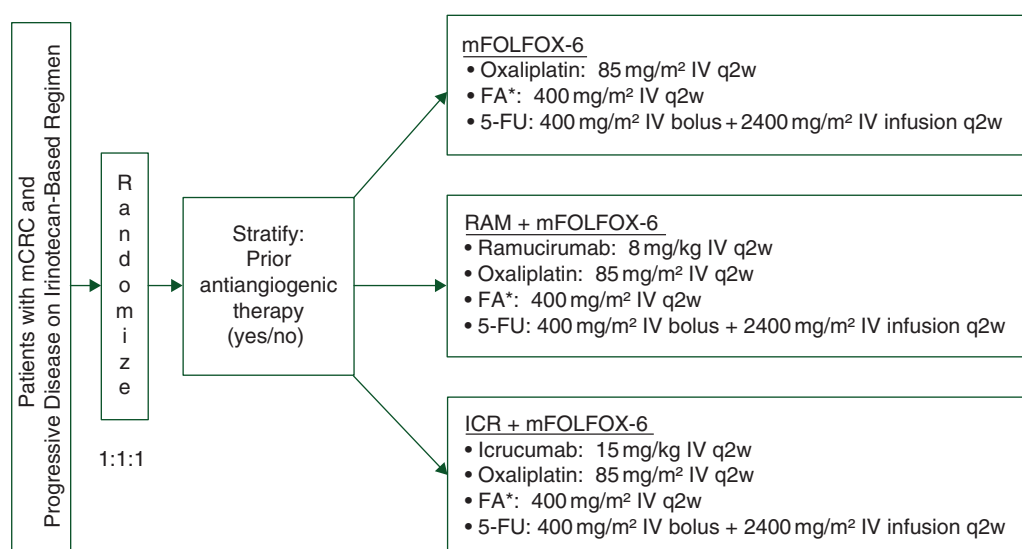 Patients with mCRC and
Progressive Disease on Irinotecan-Based Regimen
Randomize
1:1:1
Stratify:
Prior
antiangiogenic
therapy
(yes/no)
mFOLFOX-6
• Oxaliplatin: 85 mg/m² IV q2w
• FA*: 400 mg/m² IV q2w
• 5-FU: 400 mg/m² IV bolus + 2400 mg/m² IV infusion q2w
RAM + mFOLFOX-6
• Ramucirumab: 8 mg/kg IV q2w
• Oxaliplatin: 85 mg/m² IV q2w
• FA*: 400 mg/m² IV q2w
• 5-FU: 400 mg/m² IV bolus + 2400 mg/m² IV infusion q2w
ICR + mFOLFOX-6
• Icrucumab: 15 mg/kg IV q2w
• Oxaliplatin: 85 mg/m² IV q2w
• FA*: 400 mg/m² IV q2w
• 5-FU: 400 mg/m² IV bolus + 2400 mg/m² IV infusion q2w